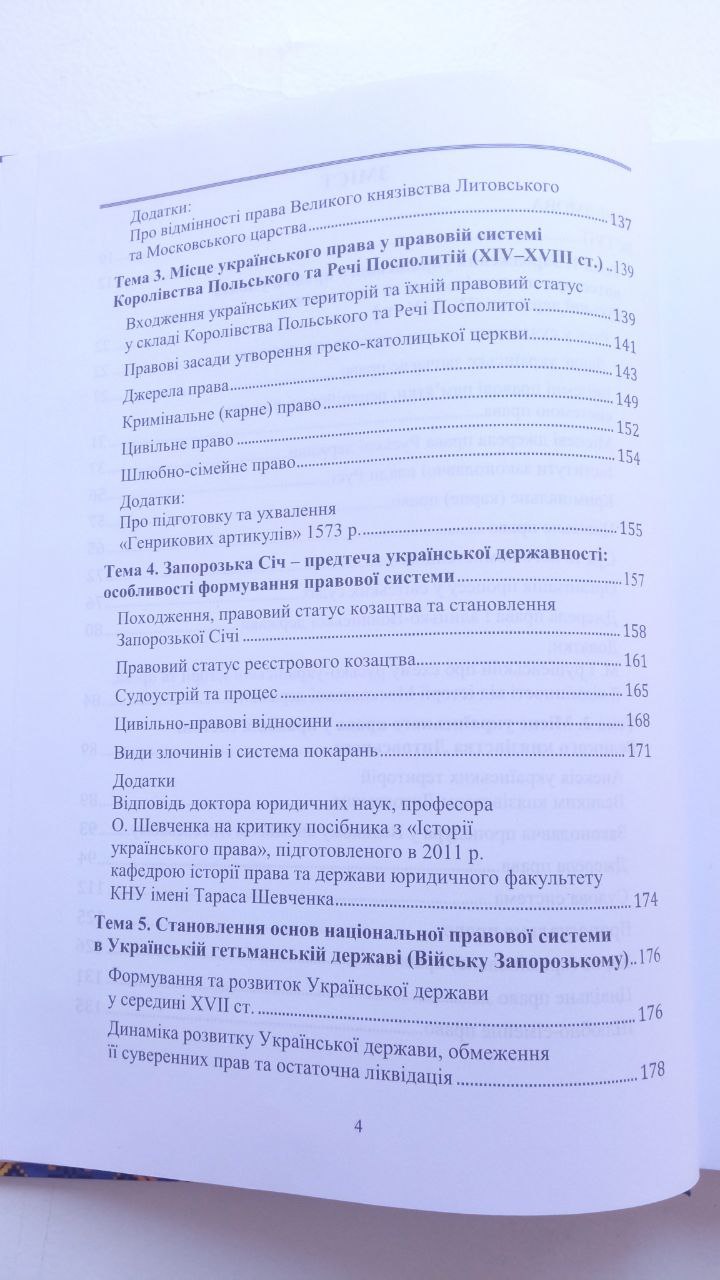 Додатки:
Про відмінності права Великого князівства Литовського
та Московського царства.....137
Тема 3. Місце українського права у правовій системі
Королівства Польського та Речі Посполитій (XIV–XVIII ст.)..139
Входження українських територій та їхній правовий статус
у складі Королівства Польського та Речі Посполитої.....139
Правові засади утворення греко-католицької церкви.....141
Джерела права.....143
Кримінальне (карне) право.....149
Цивільне право.....152
Шлюбно-сімейне право.....154
Додатки:
Про підготовку та ухвалення
«Генрикових артикулів» 1573 р......155
Тема 4. Запорозька Січ – предтеча української державності:
особливості формування правової системи.....157
Походження, правовий статус козацтва та становлення
Запорозької Січі.....158
Правовий статус реєстрового козацтва.....161
Судоустрій та процес.....165
Цивільно-правові відносини.....168
Види злочинів і система покарань.....171
Додатки
Відповідь доктора юридичних наук, професора
О. Шевченка на критику посібника з «Історії
українського права», підготовленого в 2011 р.
кафедрою історії права та держави юридичного факультету
КНУ імені Тараса Шевченка.....174
Тема 5. Становлення основ національної правової системи
в Українській гетьманській державі (Війську Запорозькому)..176
Формування та розвиток Української держави
у середині XVII ст......176
Динаміка розвитку Української держави, обмеження
її суверенних прав та остаточна ліквідація.....178
4